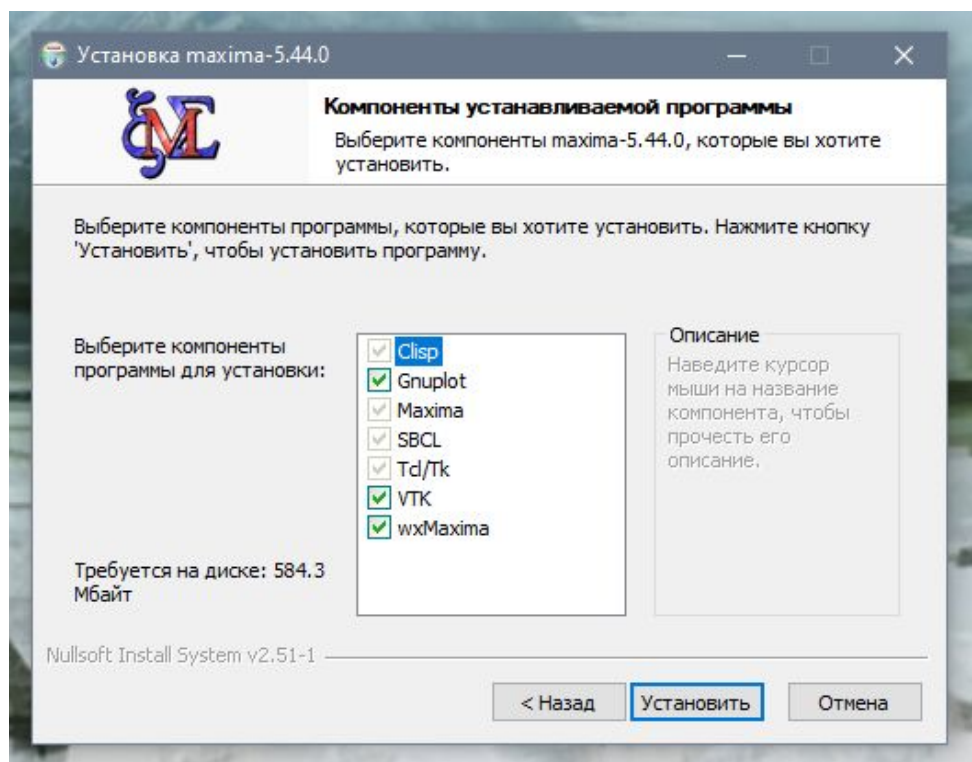 Установка maxima-5.44.0
Компоненты устанавливаемой программы
Выберите компоненты maxima-5.44.0, которые вы хотите
установить.
Выберите компоненты программы, которые вы хотите установить. Нажмите кнопку
'Установить', чтобы установить программу.
Выберите компоненты
программы для установки:
Clisp
Gnuplot
Maxima
SBCL
Tcl/Tk
VTK
wxMaxima
Описание
Наведите курсор
мыши на название
компонента, чтобы
прочесть его
описание.
Требуется на диске: 584.3
Мбайт
Nullsoft Install System v2.51-1
< Назад
Установить
Отмена